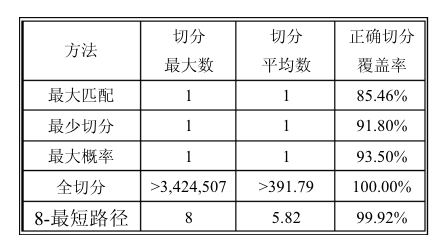 方法 切分最大数 切分平均数 正确切分覆盖率
最大匹配 1 1 85.46%
最少切分 1 1 91.80%
最大概率 1 1 93.50%
全切分 >3,424,507 >391.79 100.00%
8-最短路径 8 5.82 99.92%